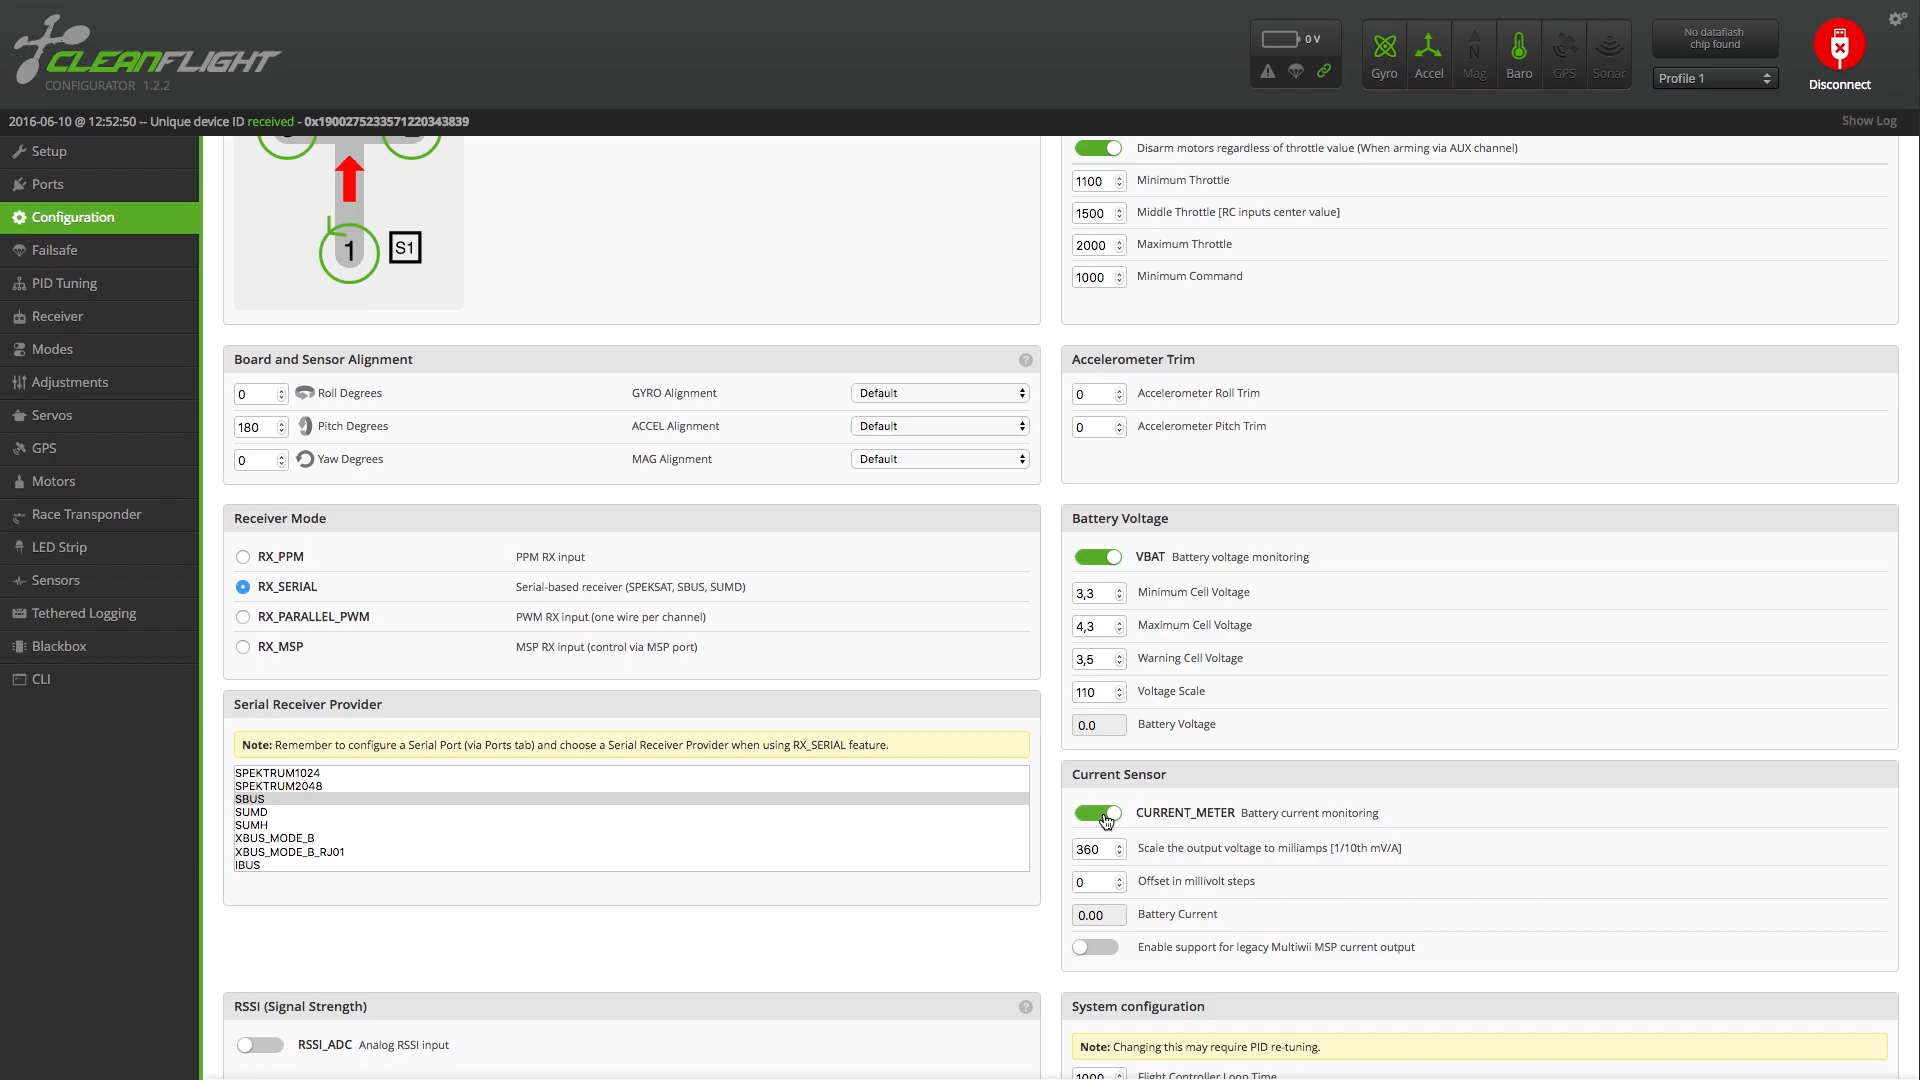 CLEANFLIGHT
CONFIGURATOR 1.2.2
0 V
Gyro
Accel
Mag
Baro
GPS
Sonar
No dataflash
chip found
Profile 1
Disconnect
2016-06-10 @ 12:52:50 -- Unique device ID received - 0x1900275233571220343839
Show Log
Setup
Ports
Configuration
Failsafe
PID Tuning
Receiver
Modes
Adjustments
Servos
GPS
Motors
Race Transponder
LED Strip
Sensors
Tethered Logging
Blackbox
CLI
1
S1
Disarm motors regardless of throttle value (When arming via AUX channel)
1100 Minimum Throttle
1500 Middle Throttle [RC inputs center value]
2000 Maximum Throttle
1000 Minimum Command
Board and Sensor Alignment
0 Roll Degrees GYRO Alignment Default
180 Pitch Degrees ACCEL Alignment Default
0 Yaw Degrees MAG Alignment Default
Accelerometer Trim
0 Accelerometer Roll Trim
0 Accelerometer Pitch Trim
Receiver Mode
RX_PPM PPM RX input
RX_SERIAL Serial-based receiver (SPEKSAT, SBUS, SUMD)
RX_PARALLEL_PWM PWM RX input (one wire per channel)
RX_MSP MSP RX input (control via MSP port)
Battery Voltage
VBAT Battery voltage monitoring
3,3 Minimum Cell Voltage
4,3 Maximum Cell Voltage
3,5 Warning Cell Voltage
110 Voltage Scale
0.0 Battery Voltage
Serial Receiver Provider
Note: Remember to configure a Serial Port (via Ports tab) and choose a Serial Receiver Provider when using RX_SERIAL feature.
SPEKTRUM1024
SPEKTRUM2048
SBUS
SUMD
SUMH
XBUS_MODE_B
XBUS_MODE_B_RJ01
IBUS
Current Sensor
CURRENT_METER Battery current monitoring
360 Scale the output voltage to milliamps [1/10th mV/A]
0 Offset in millivolt steps
0.00 Battery Current
Enable support for legacy Multiwii MSP current output
RSSI (Signal Strength)
RSSI_ADC Analog RSSI input
System configuration
Note: Changing this may require PID re-tuning.
1000 Flight Controller Loop Time